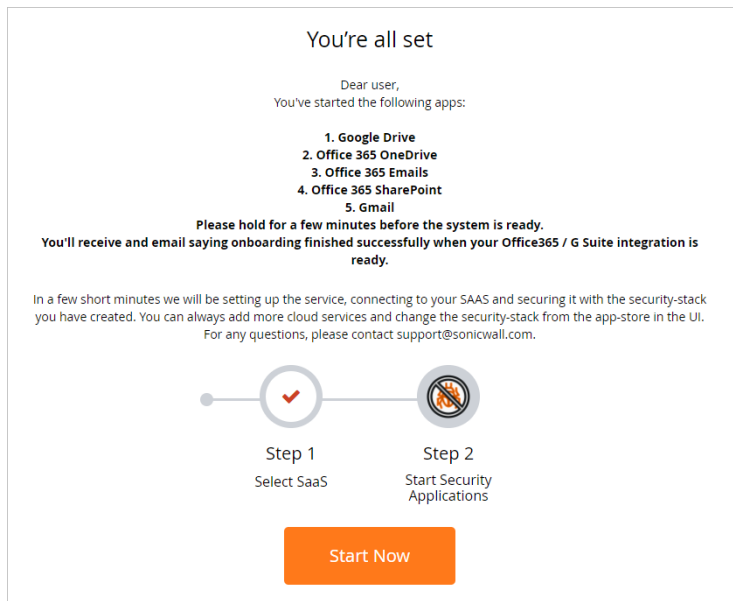 You're all set
Dear user,
You've started the following apps:
1. Google Drive
2. Office 365 OneDrive
3. Office 365 Emails
4. Office 365 SharePoint
5. Gmail
Please hold for a few minutes before the system is ready.
You'll receive and email saying onboarding finished successfully when your Office365 / G Suite integration is
ready.
In a few short minutes we will be setting up the service, connecting to your SAAS and securing it with the security-stack
you have created. You can always add more cloud services and change the security-stack from the app-store in the UI.
For any questions, please contact support@sonicwall.com.
Step 1
Select SaaS
Step 2
Start Security
Applications
Start Now